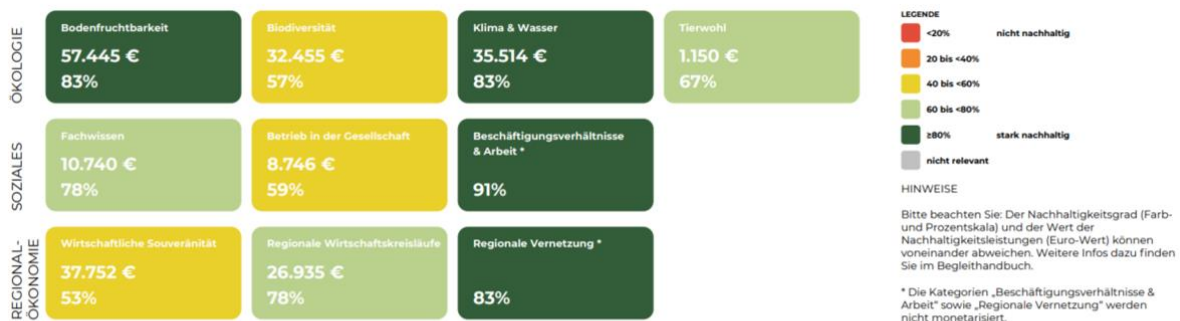 ÖKOLOGIE
Bodenfruchtbarkeit
57.445 €
83%
Biodiversität
32.455 €
57%
Klima & Wasser
35.514 €
83%
Tierwohl
1.150 €
67%
SOZIALES
Fachwissen
10.740 €
78%
Betrieb in der Gesellschaft
8.746 €
59%
Beschäftigungsverhältnisse
& Arbeit *
91%
REGIONAL-
ÖKONOMIE
Wirtschaftliche Souveränität
37.752 €
53%
Regionale Wirtschaftskreisläufe
26.935 €
78%
Regionale Vernetzung *
83%
LEGENDE
<20% nicht nachhaltig
20 bis <40%
40 bis <60%
60 bis <80%
≥80% stark nachhaltig
nicht relevant
HINWEISE
Bitte beachten Sie: Der Nachhaltigkeitsgrad (Farb-
und Prozentskala) und der Wert der
Nachhaltigkeitsleistungen (Euro-Wert) können
voneinander abweichen. Weitere Infos dazu finden
Sie im Begleithandbuch.
* Die Kategorien „Beschäftigungsverhältnisse &
Arbeit" sowie „Regionale Vernetzung" werden
nicht monetarisiert.